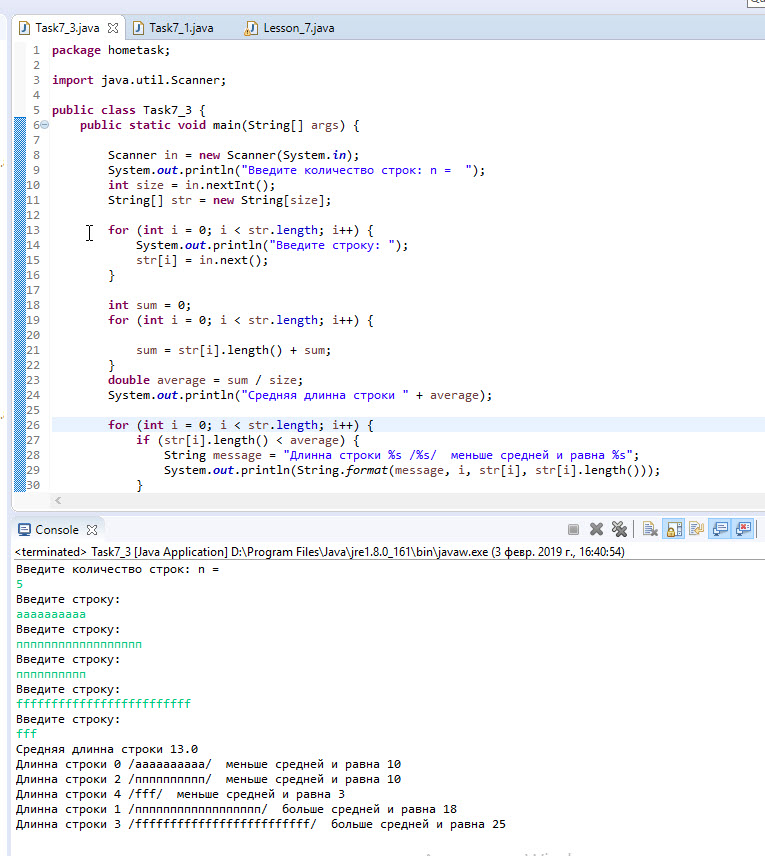 Task7_3.java Task7_1.java Lesson_7.java
1 package hometask;
2
3 import java.util.Scanner;
4
5 public class Task7_3 {
6 public static void main(String[] args) {
7
8 Scanner in = new Scanner(System.in);
9 System.out.println("Введите количество строк: n =  ");
10 int size = in.nextInt();
11 String[] str = new String[size];
12
13 for (int i = 0; i < str.length; i++) {
14 System.out.println("Введите строку: ");
15 str[i] = in.next();
16 }
17
18 int sum = 0;
19 for (int i = 0; i < str.length; i++) {
20
21 sum = str[i].length() + sum;
22 }
23 double average = sum / size;
24 System.out.println("Средняя длинна строки " + average);
25
26 for (int i = 0; i < str.length; i++) {
27 if (str[i].length() < average) {
28 String message = "Длинна строки %s /%s/  меньше средней и равна %s";
29 System.out.println(String.format(message, i, str[i], str[i].length()));
30 }
Console
<terminated> Task7_3 [Java Application] D:\Program Files\Java\jre1.8.0_161\bin\javaw.exe (3 февр. 2019 г., 16:40:54)
Введите количество строк: n =
5
Введите строку:
аааааааааа
Введите строку:
пппппппппппппппппп
Введите строку:
пппппппппп
Введите строку:
fffffffffffffffffffffffff
Введите строку:
fff
Средняя длинна строки 13.0
Длинна строки 0 /аааааааааа/  меньше средней и равна 10
Длинна строки 2 /пппппппппп/  меньше средней и равна 10
Длинна строки 4 /fff/  меньше средней и равна 3
Длинна строки 1 /пппппппппппппппппп/  больше средней и равна 18
Длинна строки 3 /fffffffffffffffffffffffff/  больше средней и равна 25